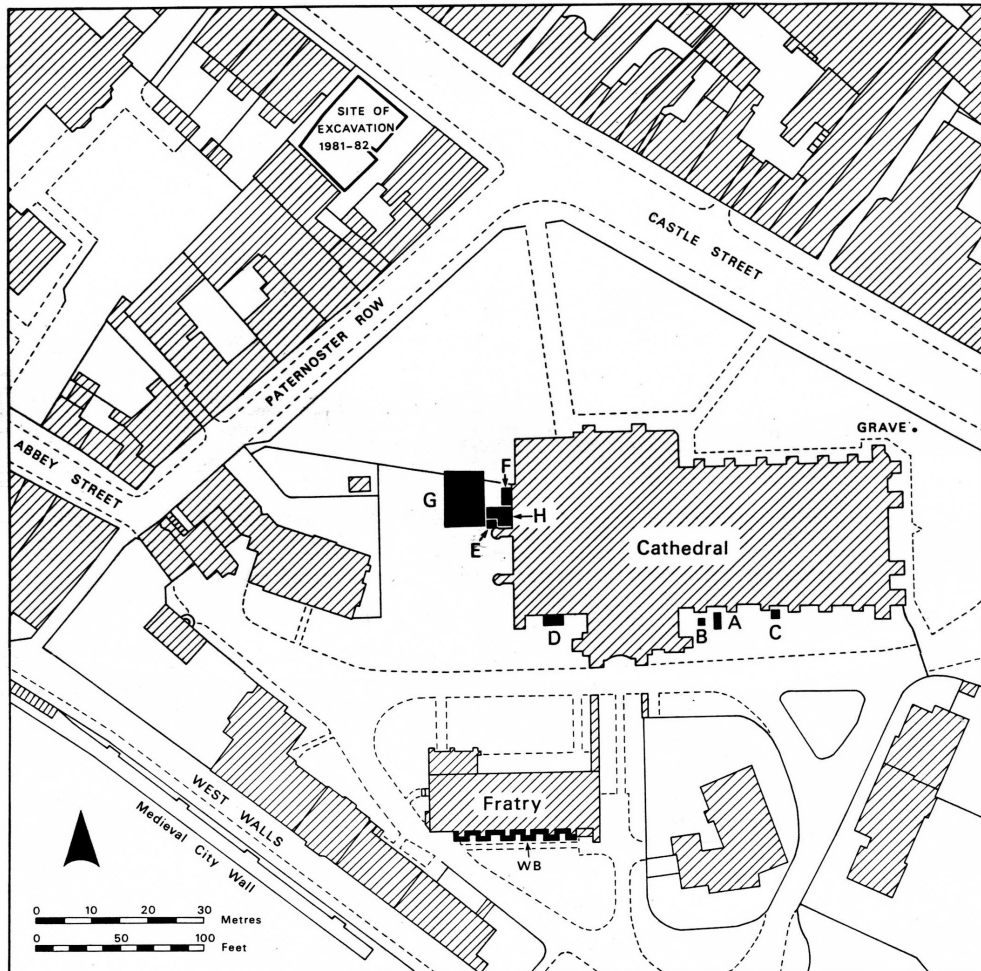 SITE OF
EXCAVATION
1981-82
CASTLE STREET
PATERNOSTER ROW
GRAVE
ABBEY STREET
F
G
H
E
Cathedral
D
B
A
C
WEST WALLS
Fratry
Medieval City Wall
WB
0 10 20 30 Metres
0 50 100 Feet